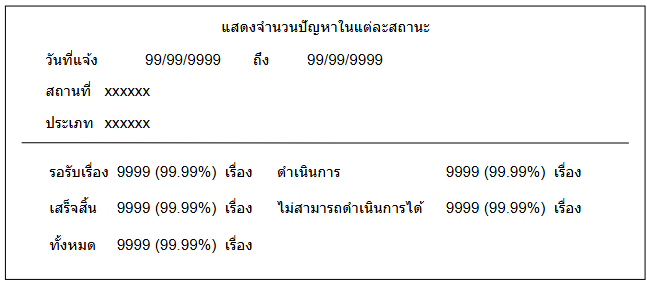 แสดงจำนวนปัญหาในแต่ละสถานะ
วันที่แจ้ง 99/99/9999 ถึง 99/99/9999
สถานที่ xxxxxx
ประเภท xxxxxx
รอรับเรื่อง 9999 (99.99%) เรื่อง ดำเนินการ 9999 (99.99%) เรื่อง
เสร็จสิ้น 9999 (99.99%) เรื่อง ไม่สามารถดำเนินการได้ 9999 (99.99%) เรื่อง
ทั้งหมด 9999 (99.99%) เรื่อง